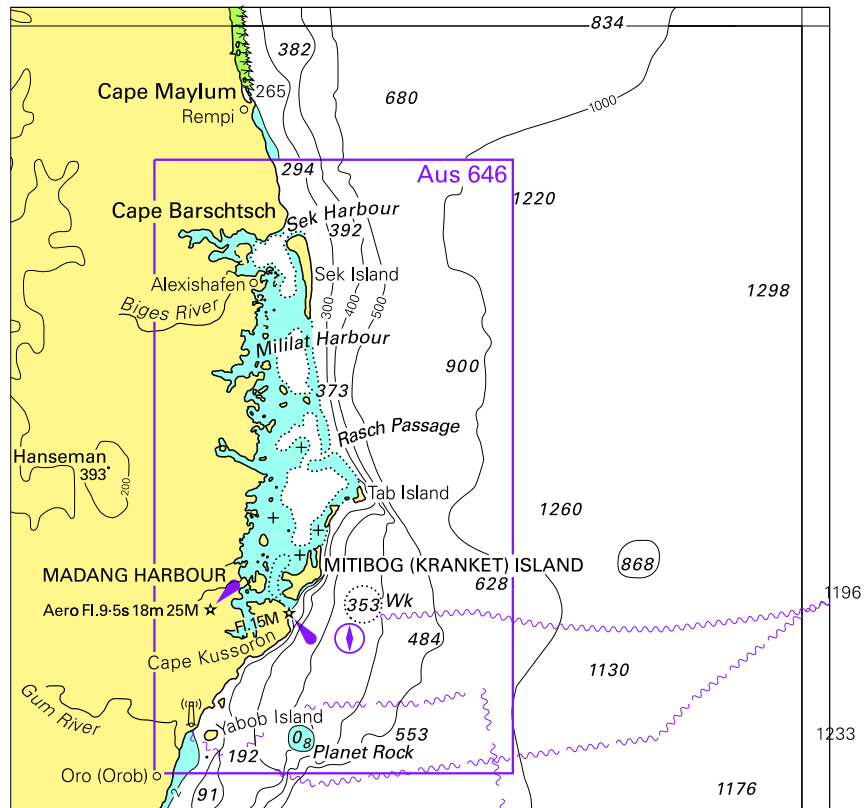 834
382
Cape Maylum
265
Rempi
680
1000
294
Aus 646
1220
Cape Barschtsch
Sek Harbour
392
Sek Island
Alexishafen
Biges River
300
400
500
1298
Mililat Harbour
900
373
Rasch Passage
Hanseman
393
200
Tab Island
1260
868
MADANG HARBOUR
MITIBOG (KRANKET) ISLAND
628
1196
Aero Fl.9·5s 18m 25M
353 Wk
Fl.15M
484
Cape Kussoron
1130
Gum River
Yabob Island
553
1233
0₈
192
Planet Rock
Oro (Orob)
2
91
1176